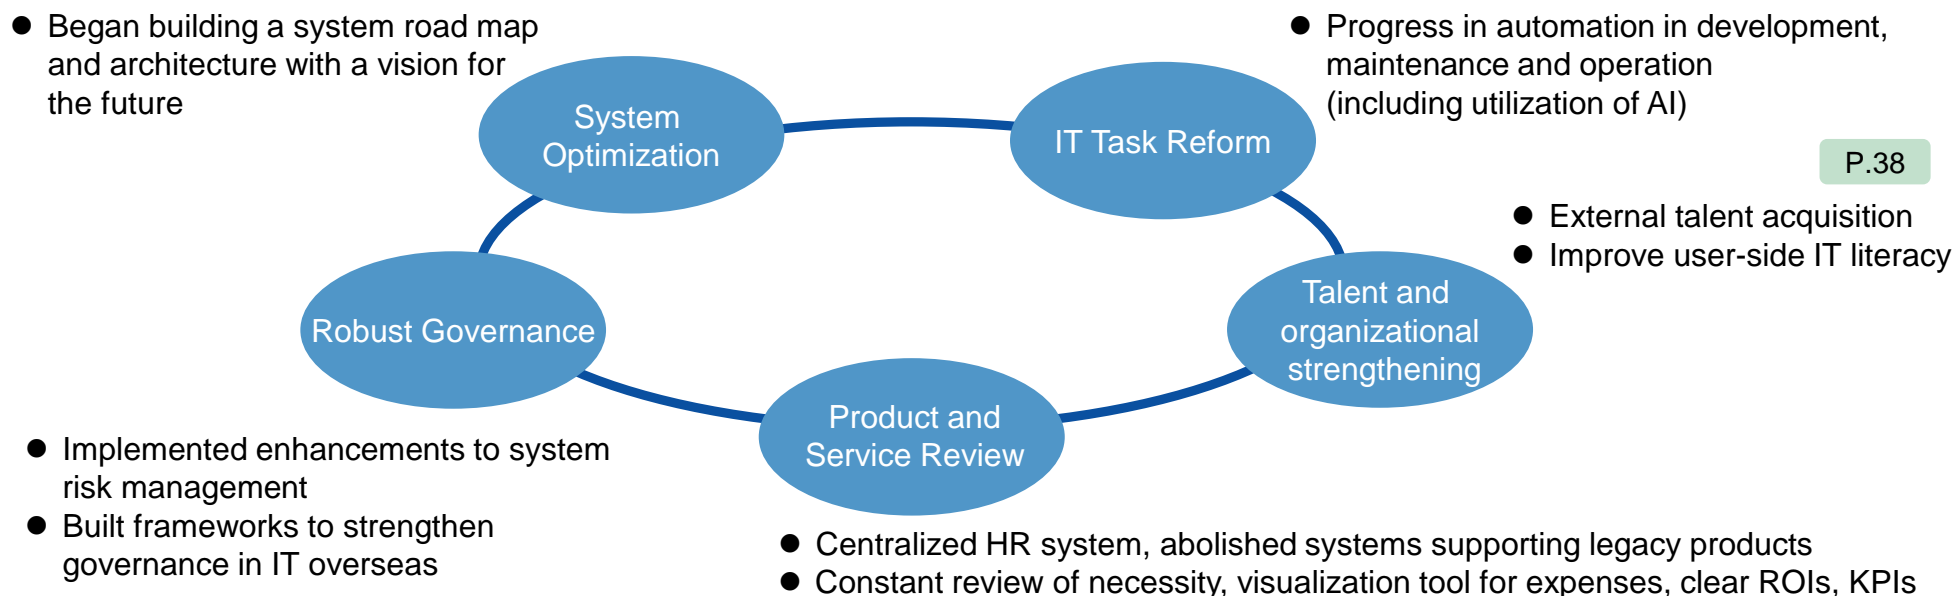 ● Began building a system road map
and architecture with a vision for
the future
● Progress in automation in development,
maintenance and operation
(including utilization of AI)
System
Optimization
IT Task Reform
P.38
● External talent acquisition
● Improve user-side IT literacy
Robust Governance
Talent and
organizational
strengthening
Product and
Service Review
● Implemented enhancements to system
risk management
● Built frameworks to strengthen
governance in IT overseas
● Centralized HR system, abolished systems supporting legacy products
● Constant review of necessity, visualization tool for expenses, clear ROIs, KPIs